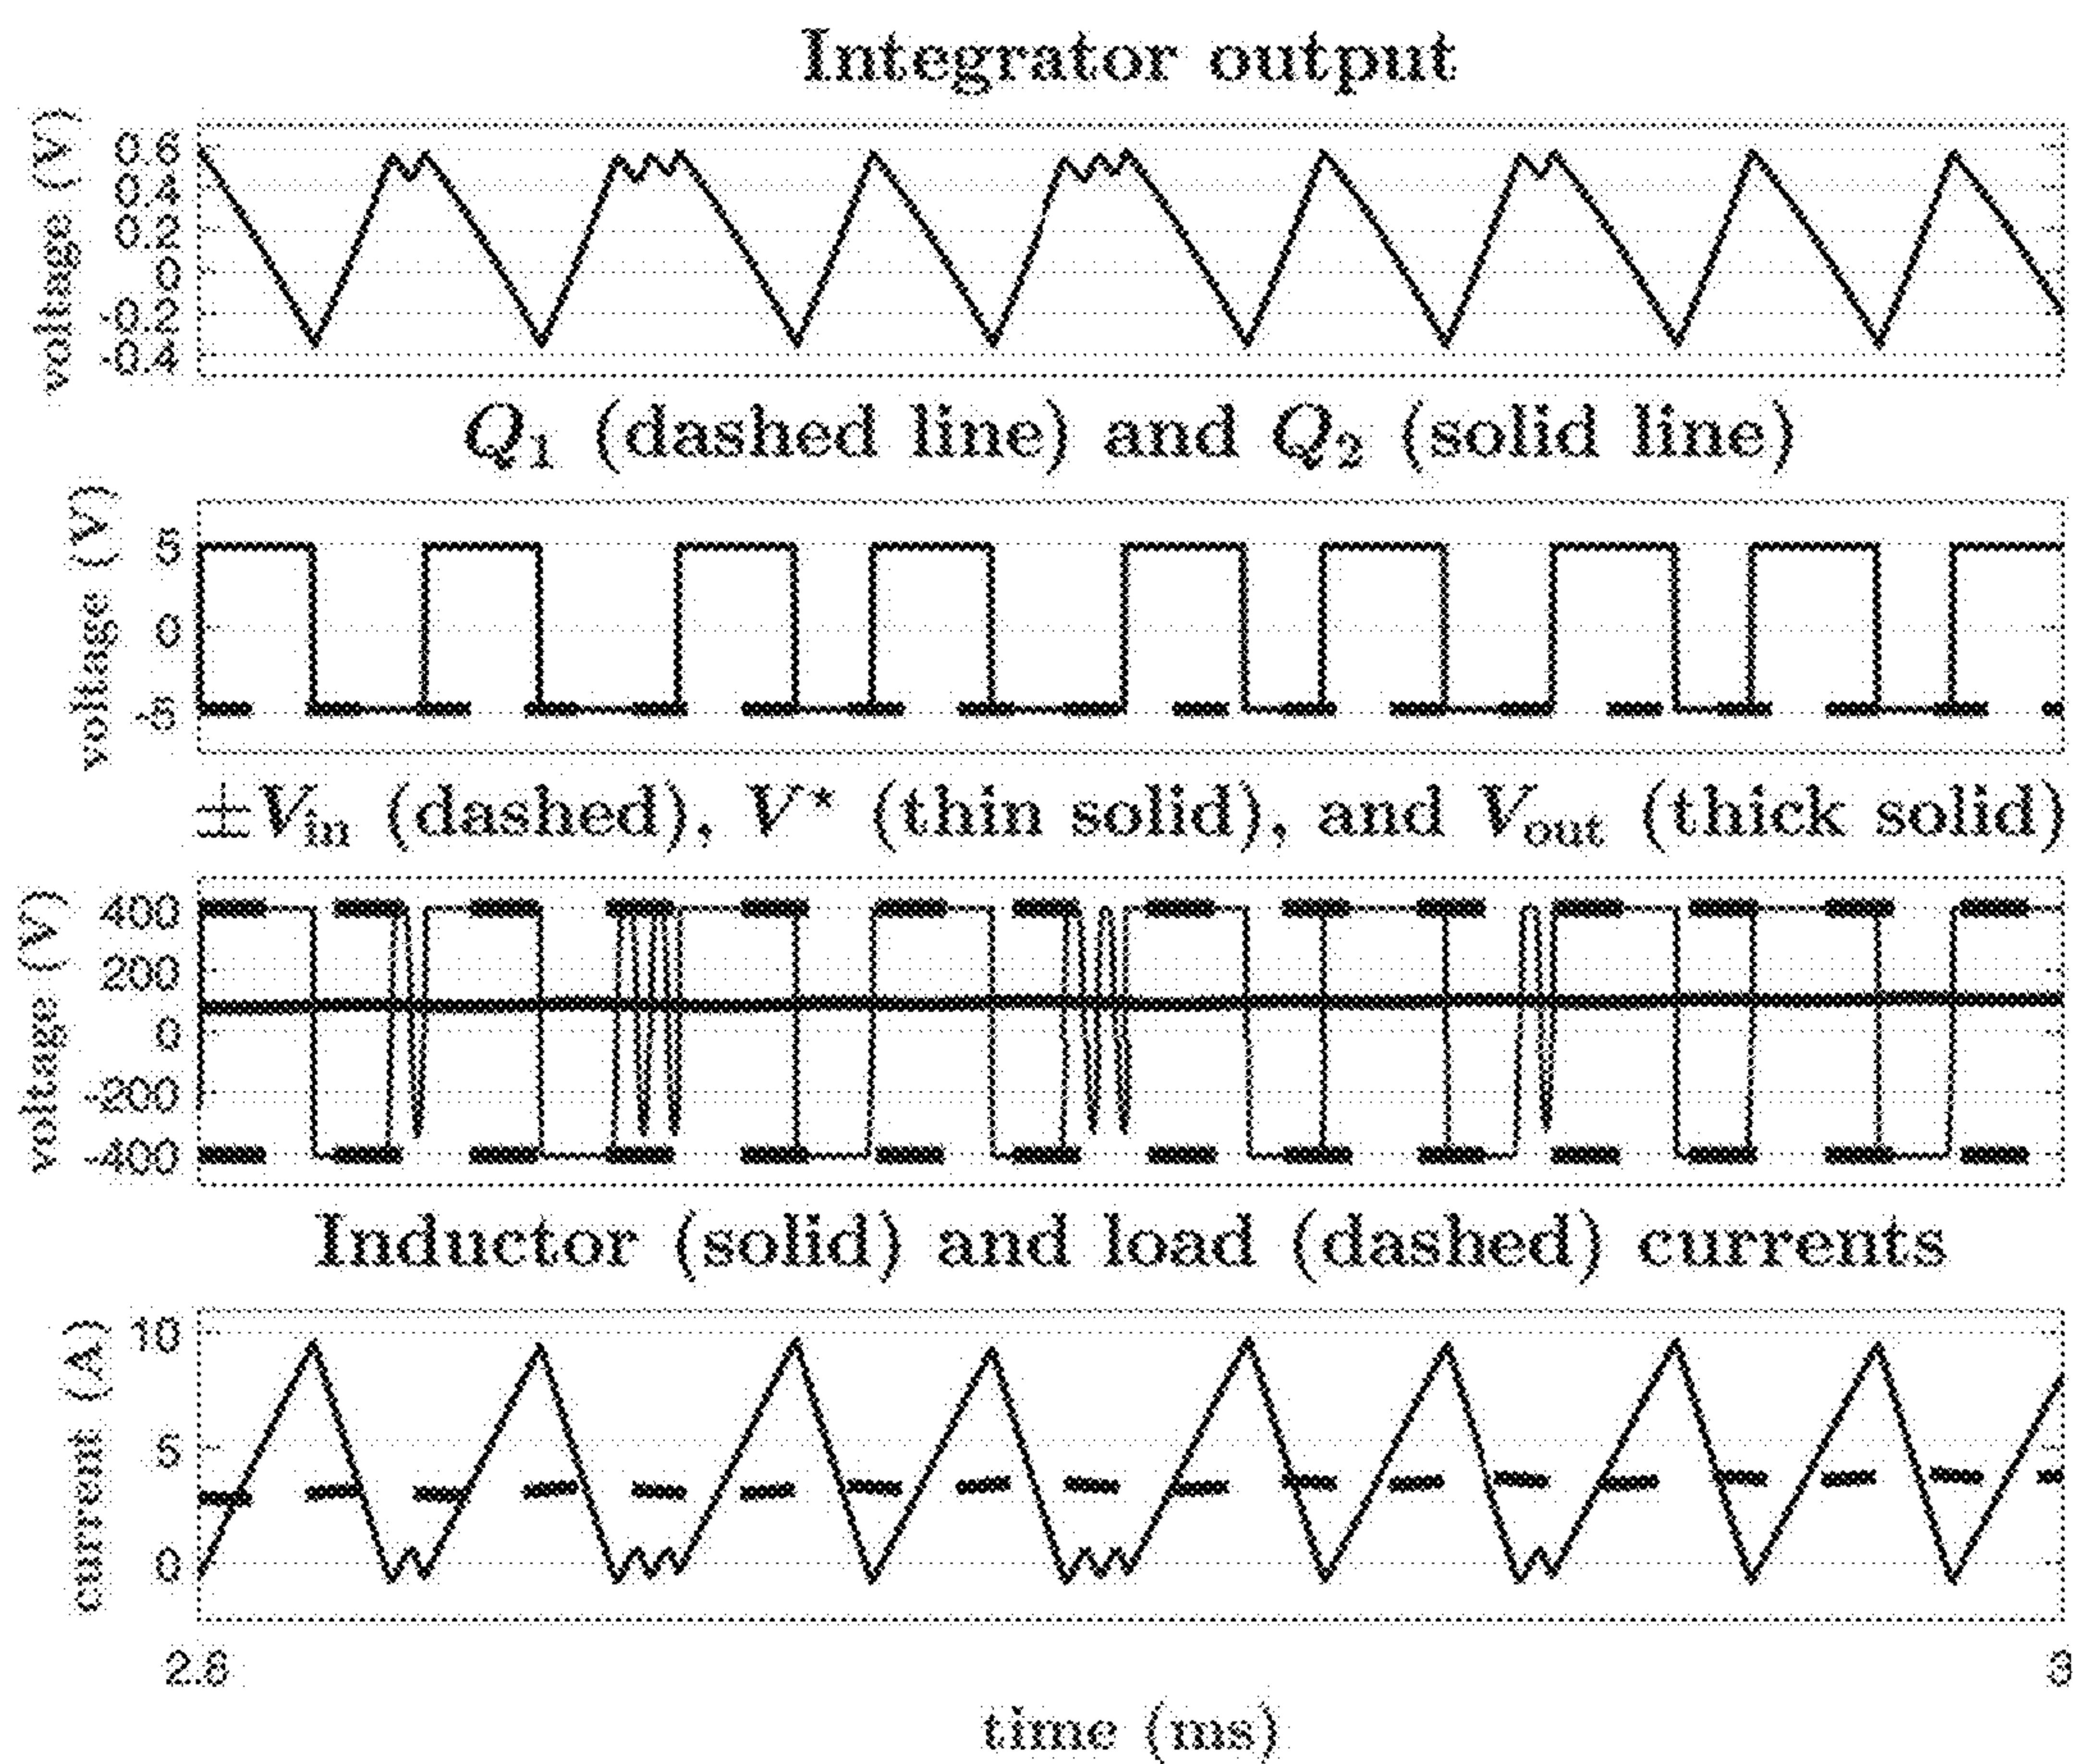 Integrator output
voltage (V)
0.6
0.4
0.2
0
-0.2
-0.4
Q₁ (dashed line) and Q₂ (solid line)
voltage (V)
5
0
-5
±V_in (dashed), V* (thin solid), and V_out (thick solid)
voltage (V)
400
200
0
-200
-400
Inductor (solid) and load (dashed) currents
current (A)
10
5
0
2.8
3
time (ms)